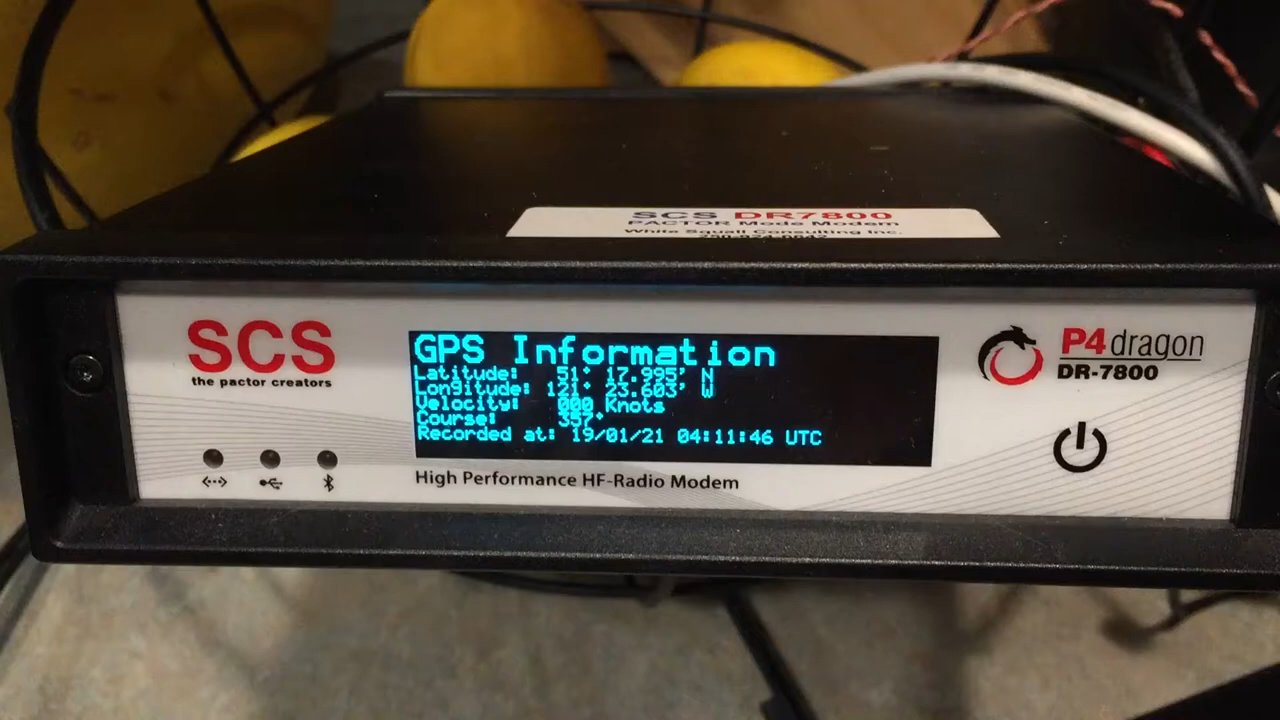 SCS DR7800
PACTOR Mode Modem
White Squall Consulting Inc.
SCS
the pactor creators
GPS Information
Latitude: 51° 17.995' N
Longitude: 121° 23.603' W
Velocity: 000 Knots
Course: 357°
Recorded at: 19/01/21 04:11:46 UTC
High Performance HF-Radio Modem
P4dragon
DR-7800